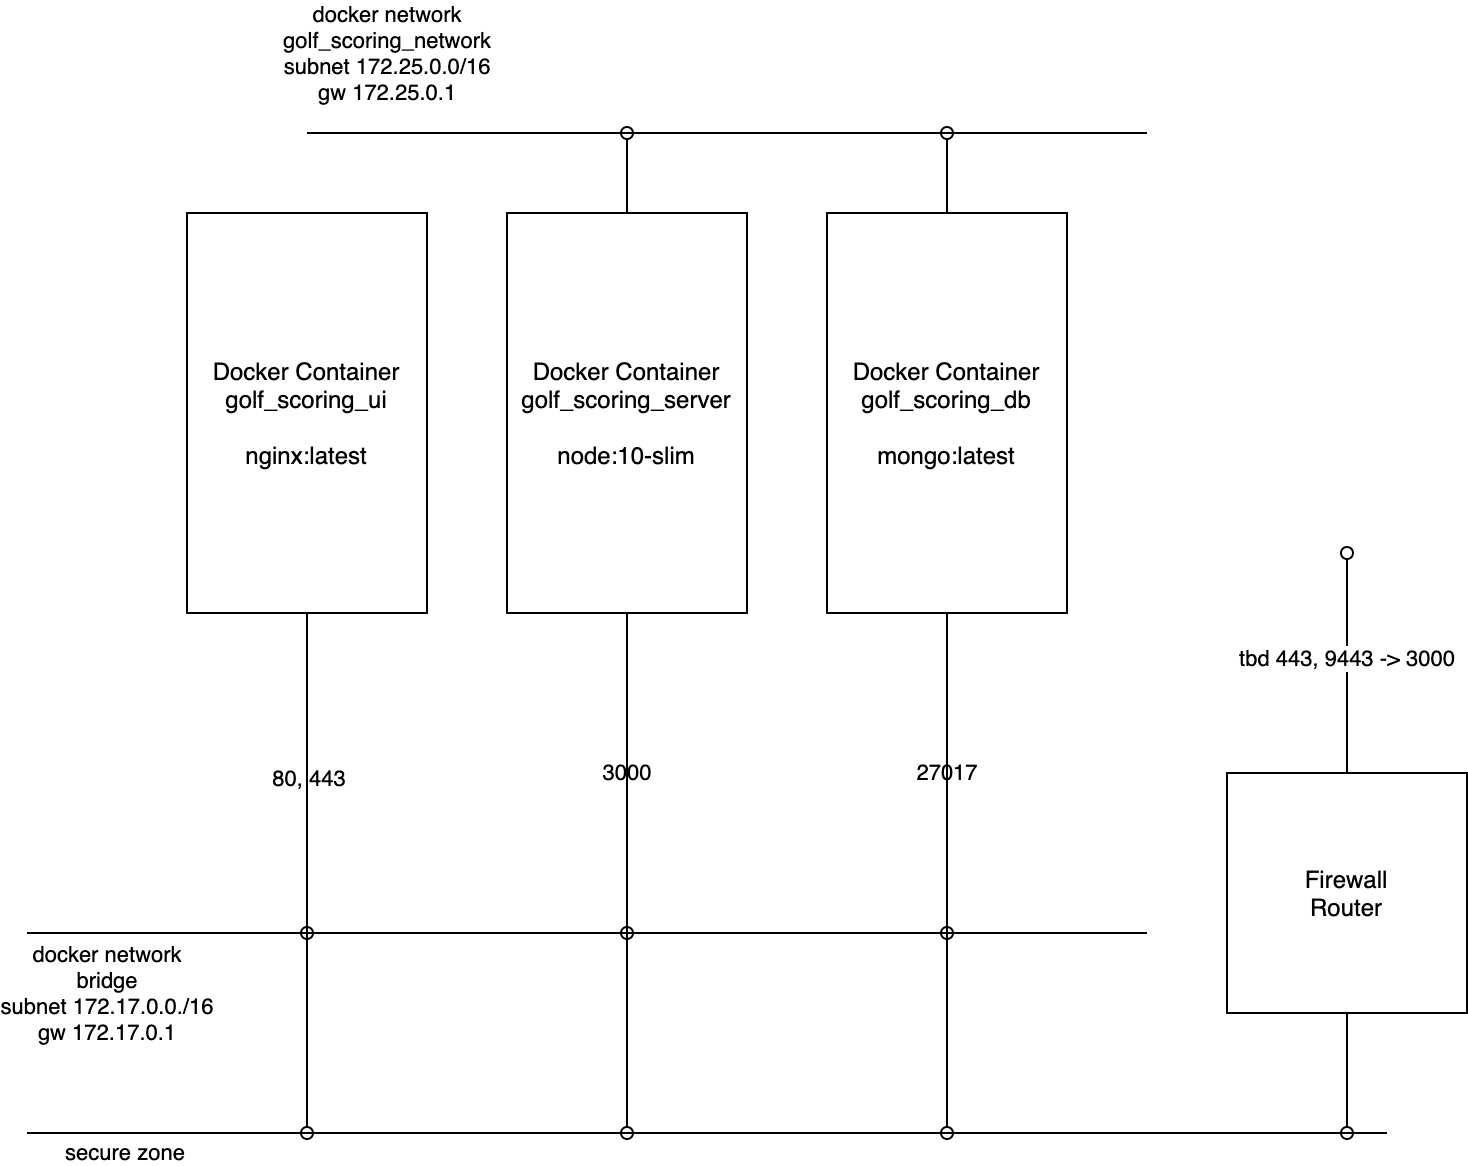 docker network
golf_scoring_network
subnet 172.25.0.0/16
gw 172.25.0.1
Docker Container
golf_scoring_ui
nginx:latest
Docker Container
golf_scoring_server
node:10-slim
Docker Container
golf_scoring_db
mongo:latest
tbd 443, 9443 -> 3000
80, 443
3000
27017
Firewall
Router
docker network
bridge
subnet 172.17.0.0./16
gw 172.17.0.1
secure zone